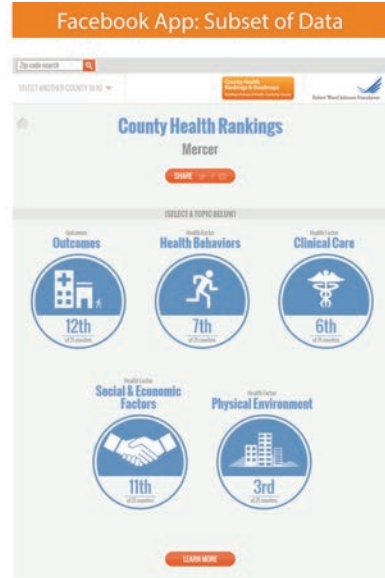 Facebook App: Subset of Data
Zip code search
SELECT ANOTHER COUNTY IN NJ
County Health
Rankings & Roadmaps
Robert Wood Johnson Foundation
County Health Rankings
Mercer
SHARE
(SELECT A TOPIC BELOW)
Outcomes
Health Factor
Health Factor
Outcomes
Health Behaviors
Clinical Care
12th
of 21 counties
7th
of 21 counties
6th
of 21 counties
Health Factor
Social & Economic
Factors
Health Factor
Physical Environment
11th
of 21 counties
3rd
of 21 counties
LEARN MORE